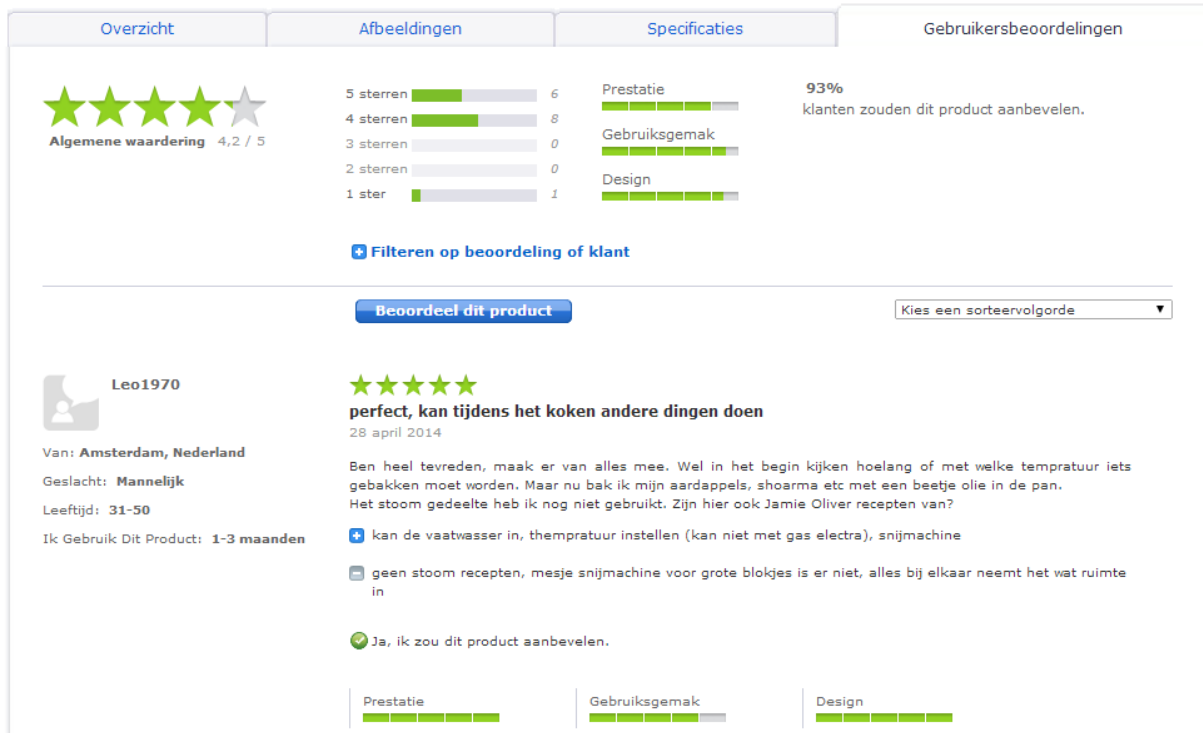 Overzicht
Afbeeldingen
Specificaties
Gebruikersbeoordelingen
Algemene waardering 4,2 / 5
5 sterren 6
4 sterren 8
3 sterren 0
2 sterren 0
1 ster 1
Prestatie
Gebruiksgemak
Design
93%
klanten zouden dit product aanbevelen.
Filteren op beoordeling of klant
Beoordeel dit product
Kies een sorteervolgorde
Leo1970
Van: Amsterdam, Nederland
Geslacht: Mannelijk
Leeftijd: 31-50
Ik Gebruik Dit Product: 1-3 maanden
perfect, kan tijdens het koken andere dingen doen
28 april 2014
Ben heel tevreden, maak er van alles mee. Wel in het begin kijken hoelang of met welke tempratuur iets
gebakken moet worden. Maar nu bak ik mijn aardappels, shoarma etc met een beetje olie in de pan.
Het stoom gedeelte heb ik nog niet gebruikt. Zijn hier ook Jamie Oliver recepten van?
kan de vaatwasser in, thempratuur instellen (kan niet met gas electra), snijmachine
geen stoom recepten, mesje snijmachine voor grote blokjes is er niet, alles bij elkaar neemt het wat ruimte
in
Ja, ik zou dit product aanbevelen.
Prestatie
Gebruiksgemak
Design